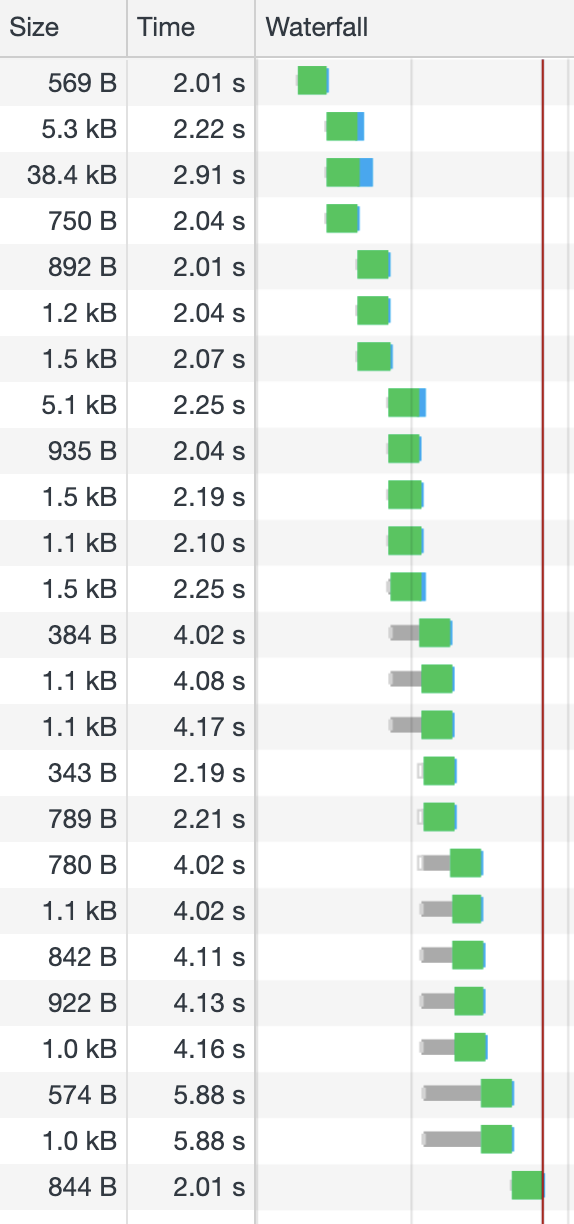 Size Time Waterfall
569 B 2.01 s
5.3 kB 2.22 s
38.4 kB 2.91 s
750 B 2.04 s
892 B 2.01 s
1.2 kB 2.04 s
1.5 kB 2.07 s
5.1 kB 2.25 s
935 B 2.04 s
1.5 kB 2.19 s
1.1 kB 2.10 s
1.5 kB 2.25 s
384 B 4.02 s
1.1 kB 4.08 s
1.1 kB 4.17 s
343 B 2.19 s
789 B 2.21 s
780 B 4.02 s
1.1 kB 4.02 s
842 B 4.11 s
922 B 4.13 s
1.0 kB 4.16 s
574 B 5.88 s
1.0 kB 5.88 s
844 B 2.01 s